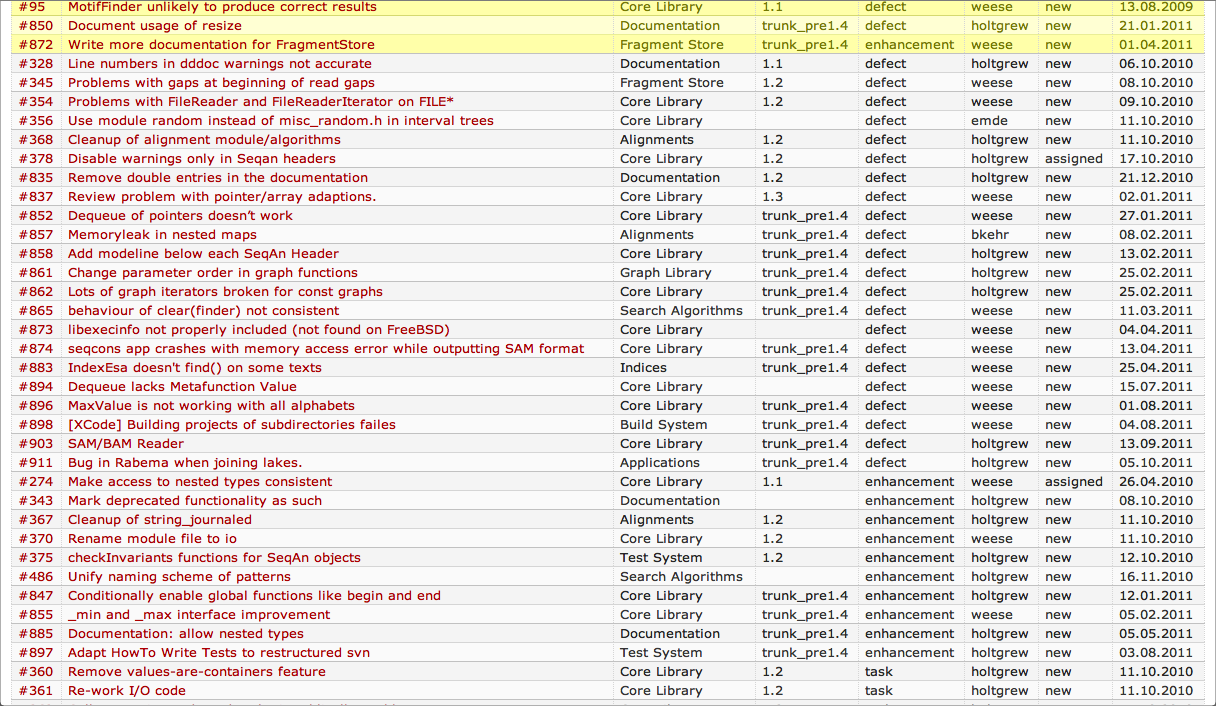 #95 MotifFinder unlikely to produce correct results Core Library 1.1 defect weese new 13.08.2009
#850 Document usage of resize Documentation trunk_pre1.4 defect holtgrew new 21.01.2011
#872 Write more documentation for FragmentStore Fragment Store trunk_pre1.4 enhancement weese new 01.04.2011
#328 Line numbers in dddoc warnings not accurate Documentation 1.1 defect holtgrew new 06.10.2010
#345 Problems with gaps at beginning of read gaps Fragment Store 1.2 defect weese new 08.10.2010
#354 Problems with FileReader and FileReaderIterator on FILE* Core Library 1.2 defect weese new 09.10.2010
#356 Use module random instead of misc_random.h in interval trees Core Library defect emde new 11.10.2010
#368 Cleanup of alignment module/algorithms Alignments 1.2 defect holtgrew new 11.10.2010
#378 Disable warnings only in Seqan headers Core Library 1.2 defect holtgrew assigned 17.10.2010
#835 Remove double entries in the documentation Documentation 1.2 defect holtgrew new 21.12.2010
#837 Review problem with pointer/array adaptions. Core Library 1.3 defect weese new 02.01.2011
#852 Dequeue of pointers doesn’t work Core Library trunk_pre1.4 defect weese new 27.01.2011
#857 Memoryleak in nested maps Alignments trunk_pre1.4 defect bkehr new 08.02.2011
#858 Add modeline below each SeqAn Header Core Library trunk_pre1.4 defect holtgrew new 13.02.2011
#861 Change parameter order in graph functions Graph Library trunk_pre1.4 defect holtgrew new 25.02.2011
#862 Lots of graph iterators broken for const graphs Core Library trunk_pre1.4 defect holtgrew new 25.02.2011
#865 behaviour of clear(finder) not consistent Search Algorithms trunk_pre1.4 defect weese new 11.03.2011
#873 libexecinfo not properly included (not found on FreeBSD) Core Library defect weese new 04.04.2011
#874 seqcons app crashes with memory access error while outputting SAM format Core Library trunk_pre1.4 defect weese new 13.04.2011
#883 IndexEsa doesn't find() on some texts Indices trunk_pre1.4 defect weese new 25.04.2011
#894 Dequeue lacks Metafunction Value Core Library defect weese new 15.07.2011
#896 MaxValue is not working with all alphabets Core Library trunk_pre1.4 defect weese new 01.08.2011
#898 [XCode] Building projects of subdirectories failes Build System trunk_pre1.4 defect weese new 04.08.2011
#903 SAM/BAM Reader Core Library trunk_pre1.4 defect holtgrew new 13.09.2011
#911 Bug in Rabema when joining lakes. Applications trunk_pre1.4 defect holtgrew new 05.10.2011
#274 Make access to nested types consistent Core Library 1.1 enhancement weese assigned 26.04.2010
#343 Mark deprecated functionality as such Documentation enhancement holtgrew new 08.10.2010
#367 Cleanup of string_journaled Alignments 1.2 enhancement holtgrew new 11.10.2010
#370 Rename module file to io Core Library 1.2 enhancement weese new 11.10.2010
#375 checkInvariants functions for SeqAn objects Test System 1.2 enhancement holtgrew new 12.10.2010
#486 Unify naming scheme of patterns Search Algorithms enhancement holtgrew new 16.11.2010
#847 Conditionally enable global functions like begin and end Core Library trunk_pre1.4 enhancement holtgrew new 12.01.2011
#855 _min and _max interface improvement Core Library trunk_pre1.4 enhancement weese new 05.02.2011
#885 Documentation: allow nested types Documentation trunk_pre1.4 enhancement holtgrew new 05.05.2011
#897 Adapt HowTo Write Tests to restructured svn Test System trunk_pre1.4 enhancement holtgrew new 03.08.2011
#360 Remove values-are-containers feature Core Library 1.2 task holtgrew new 11.10.2010
#361 Re-work I/O code Core Library 1.2 task holtgrew new 11.10.2010